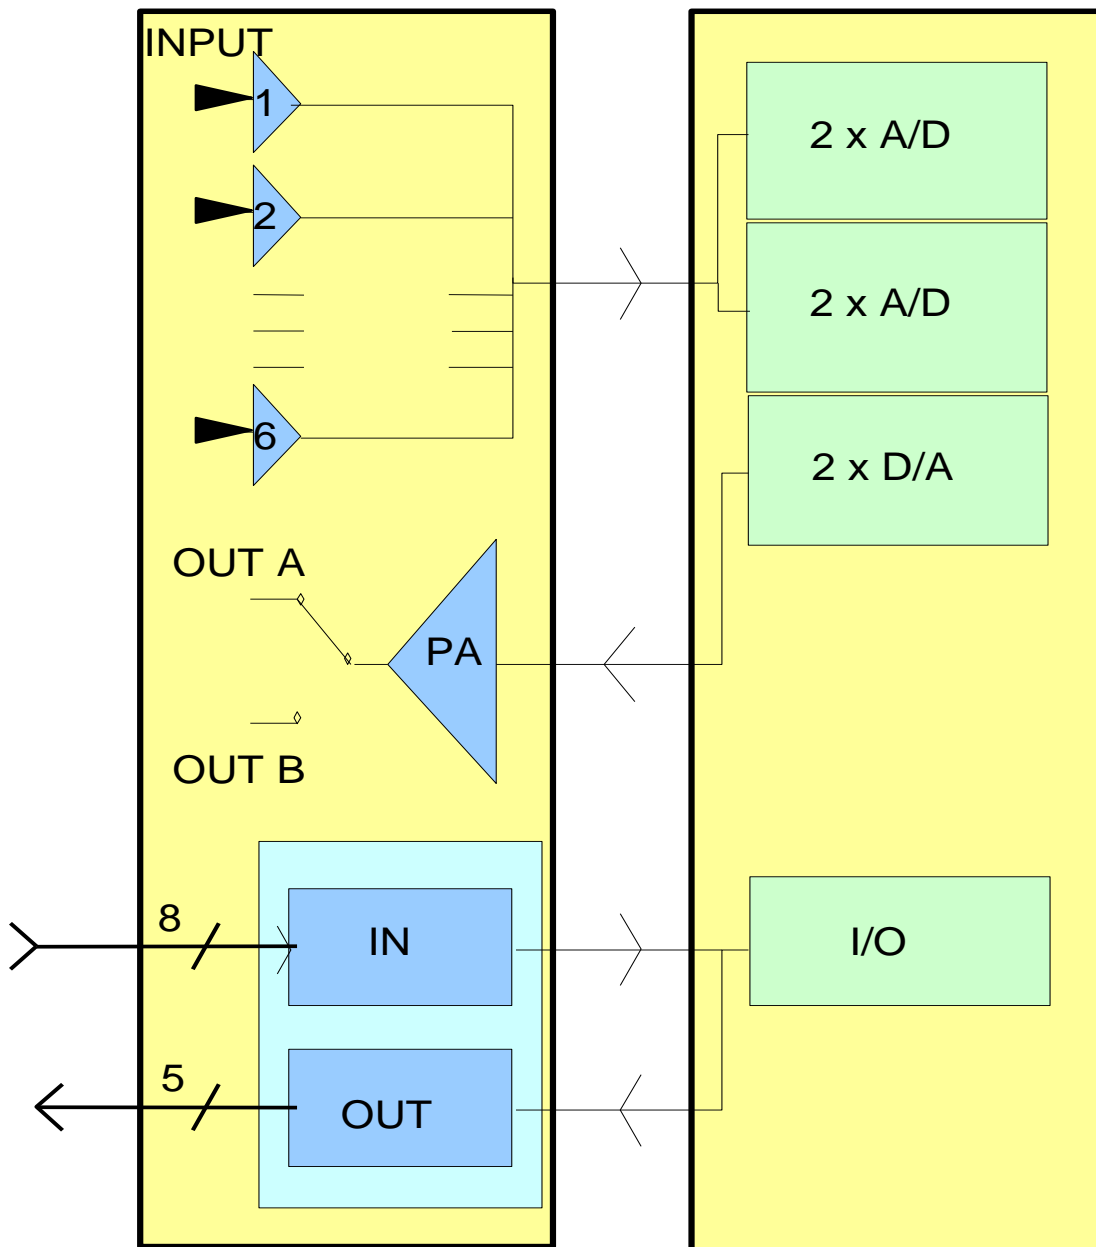 INPUT
1
2
6
OUT A
PA
OUT B
8
IN
5
OUT
2 x A/D
2 x A/D
2 x D/A
I/O